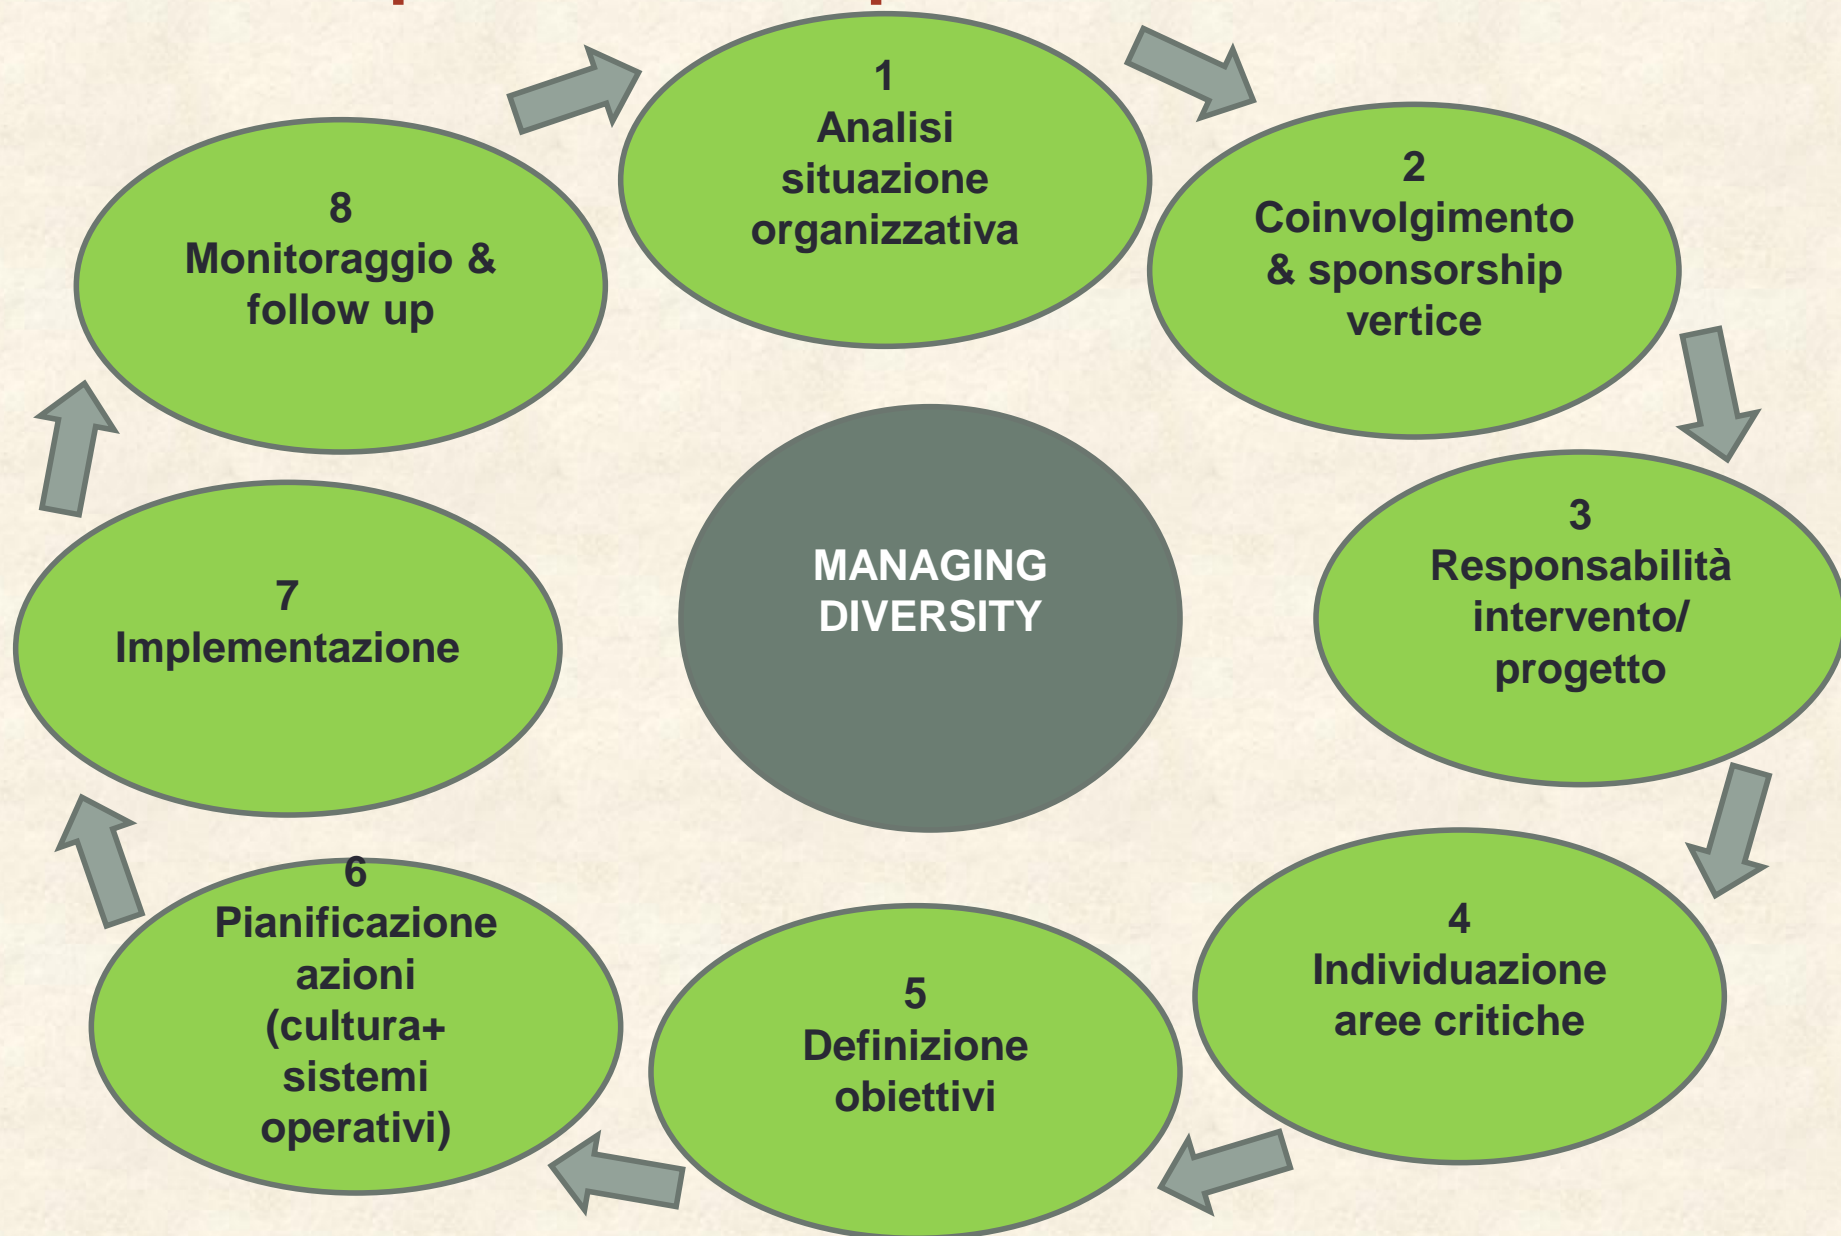 1
Analisi
situazione
organizzativa
2
Coinvolgimento
& sponsorship
vertice
3
Responsabilità
intervento/
progetto
4
Individuazione
aree critiche
5
Definizione
obiettivi
6
Pianificazione
azioni
(cultura+
sistemi
operativi)
7
Implementazione
8
Monitoraggio &
follow up
MANAGING
DIVERSITY